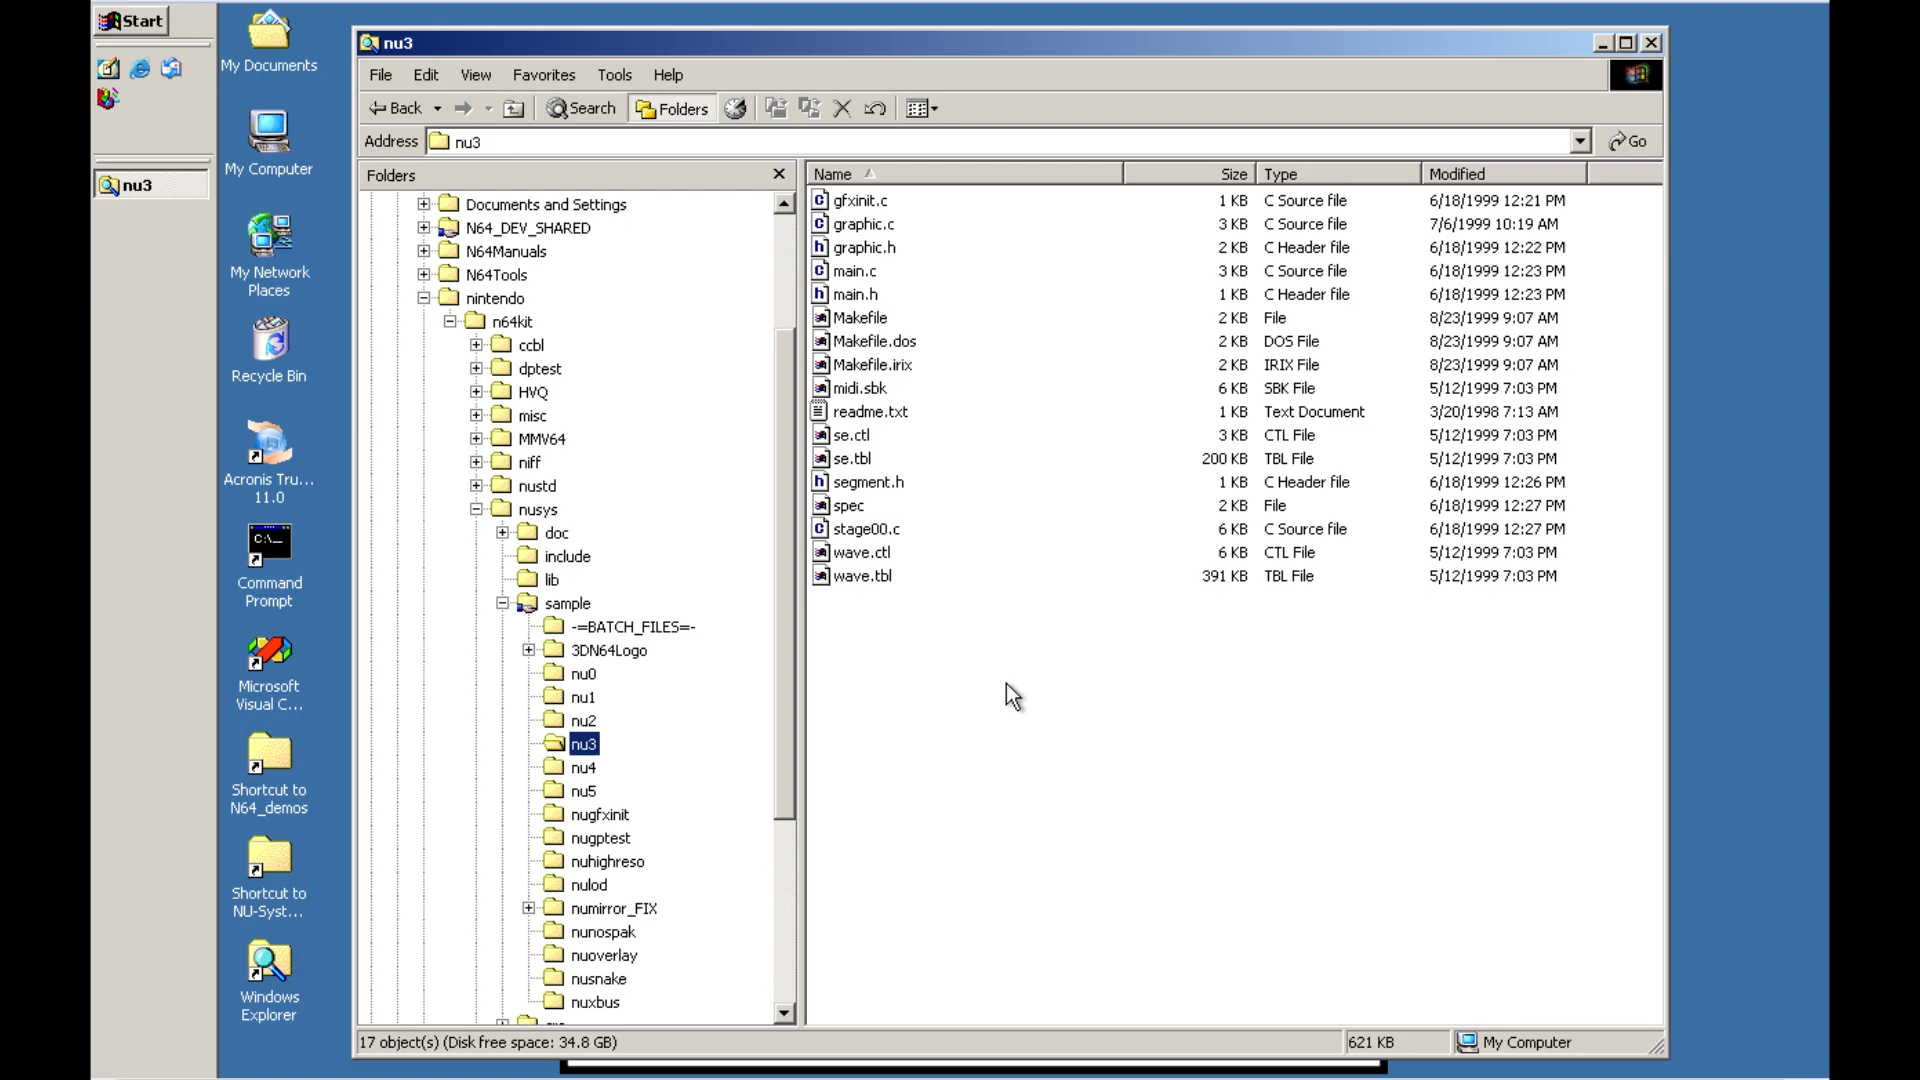 Start
nu3
My Documents
My Computer
My Network
Places
Recycle Bin
Acronis Tru...
11.0
C:\_
Command
Prompt
Microsoft
Visual C...
Shortcut to
N64_demos
Shortcut to
NU-Syst...
Windows
Explorer
nu3
File Edit View Favorites Tools Help
Back Search Folders
Address nu3 Go
Folders
Documents and Settings
N64_DEV_SHARED
N64Manuals
N64Tools
nintendo
n64kit
ccbl
dptest
HVQ
misc
MMV64
niff
nustd
nusys
doc
include
lib
sample
-=BATCH_FILES=-
3DN64Logo
nu0
nu1
nu2
nu3
nu4
nu5
nugfxinit
nugptest
nuhighreso
nulod
numirror_FIX
nunospak
nuoverlay
nusnake
nuxbus
Name Size Type Modified
gfxinit.c 1 KB C Source file 6/18/1999 12:21 PM
graphic.c 3 KB C Source file 7/6/1999 10:19 AM
graphic.h 2 KB C Header file 6/18/1999 12:22 PM
main.c 3 KB C Source file 6/18/1999 12:23 PM
main.h 1 KB C Header file 6/18/1999 12:23 PM
Makefile 2 KB File 8/23/1999 9:07 AM
Makefile.dos 2 KB DOS File 8/23/1999 9:07 AM
Makefile.irix 2 KB IRIX File 8/23/1999 9:07 AM
midi.sbk 6 KB SBK File 5/12/1999 7:03 PM
readme.txt 1 KB Text Document 3/20/1998 7:13 AM
se.ctl 3 KB CTL File 5/12/1999 7:03 PM
se.tbl 200 KB TBL File 5/12/1999 7:03 PM
segment.h 1 KB C Header file 6/18/1999 12:26 PM
spec 2 KB File 6/18/1999 12:27 PM
stage00.c 6 KB C Source file 6/18/1999 12:27 PM
wave.ctl 6 KB CTL File 5/12/1999 7:03 PM
wave.tbl 391 KB TBL File 5/12/1999 7:03 PM
17 object(s) (Disk free space: 34.8 GB) 621 KB My Computer